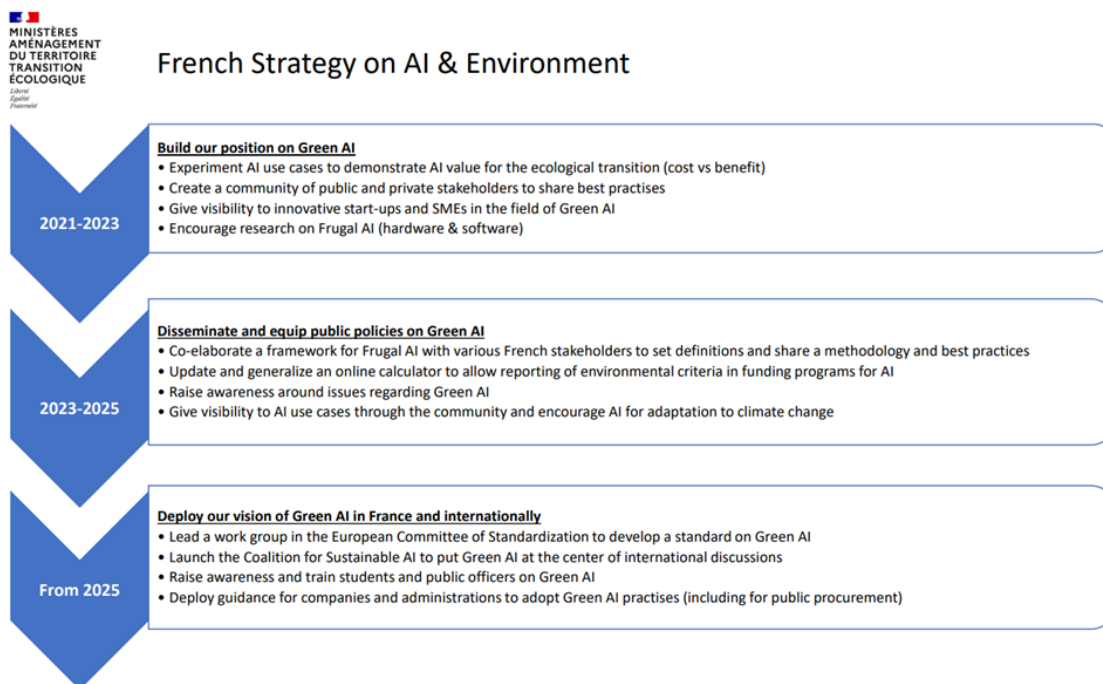 MINISTÈRES
AMÉNAGEMENT
DU TERRITOIRE
TRANSITION
ÉCOLOGIQUE
Liberté
Égalité
Fraternité
French Strategy on AI & Environment
2021-2023
Build our position on Green AI
• Experiment AI use cases to demonstrate AI value for the ecological transition (cost vs benefit)
• Create a community of public and private stakeholders to share best practises
• Give visibility to innovative start-ups and SMEs in the field of Green AI
• Encourage research on Frugal AI (hardware & software)
2023-2025
Disseminate and equip public policies on Green AI
• Co-elaborate a framework for Frugal AI with various French stakeholders to set definitions and share a methodology and best practices
• Update and generalize an online calculator to allow reporting of environmental criteria in funding programs for AI
• Raise awareness around issues regarding Green AI
• Give visibility to AI use cases through the community and encourage AI for adaptation to climate change
From 2025
Deploy our vision of Green AI in France and internationally
• Lead a work group in the European Committee of Standardization to develop a standard on Green AI
• Launch the Coalition for Sustainable AI to put Green AI at the center of international discussions
• Raise awareness and train students and public officers on Green AI
• Deploy guidance for companies and administrations to adopt Green AI practises (including for public procurement)